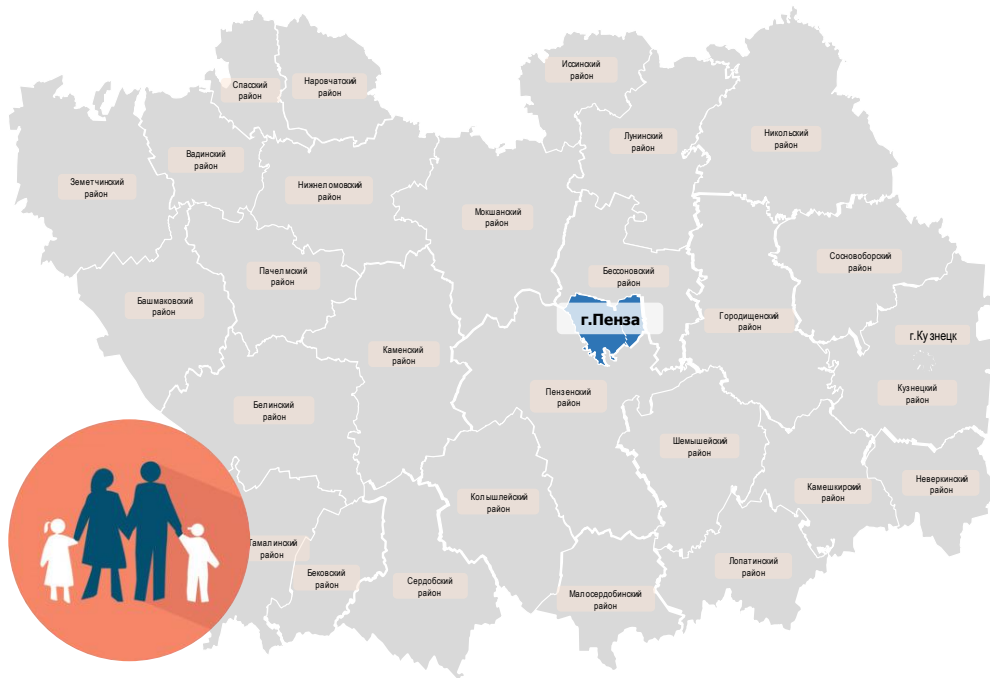 Иссинский
район
Спасский
район
Наровчатский
район
Лунинский
район
Никольский
район
Вадинский
район
Земетчинский
район
Нижнеломовский
район
Мокшанский
район
Сосновоборский
район
Пачелмский
район
Бессоновский
район
Башмаковский
район
г.Пенза
Городищенский
район
г.Кузнецк
Каменский
район
Кузнецкий
район
Пензенский
район
Белинский
район
Шемышейский
район
Неверкинский
район
Камешкирский
район
Колышлейский
район
Тамалинский
район
Лопатинский
район
Бековский
район
Сердобский
район
Малосердобинский
район